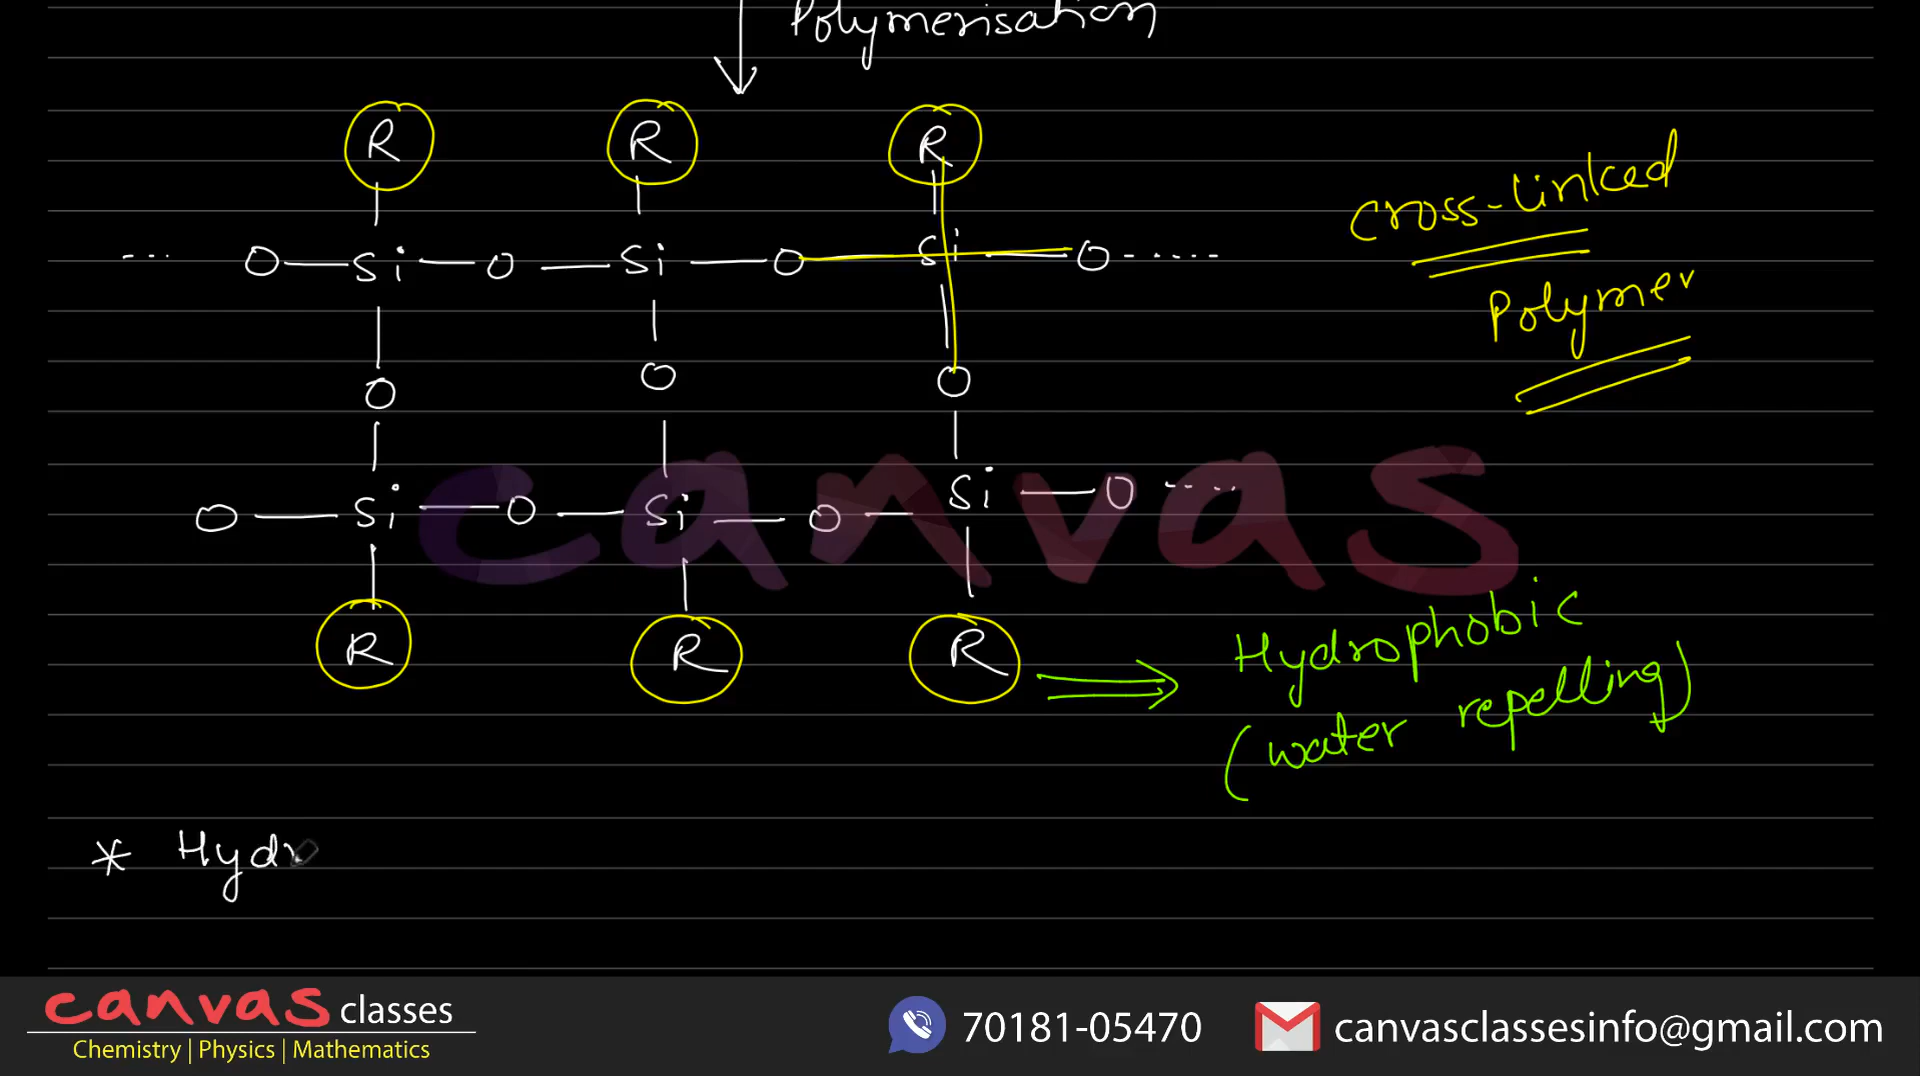 Polymerisation
R R R
... O—Si—O—Si—O—Si—O.....
cross-linked
Polymer
O O O
O—Si—O—Si—O—Si—O.....
canvas
R R R
Hydrophobic
(water repelling)
* Hydr
canvas classes
Chemistry | Physics | Mathematics
70181-05470
canvasclassesinfo@gmail.com